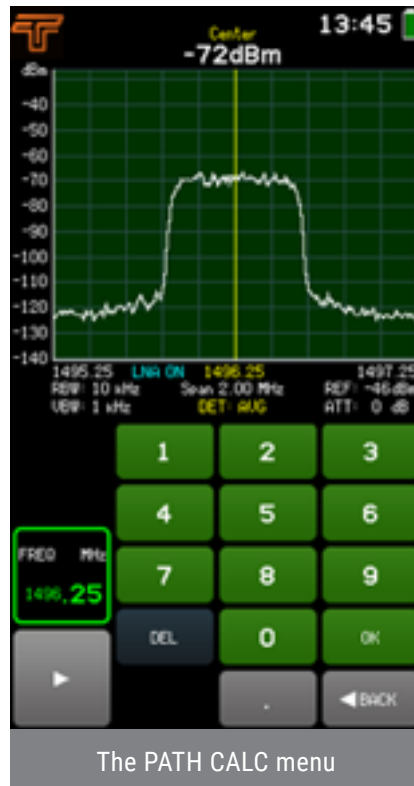 13:45
Center
-72dBm
dBm
-40
-50
-60
-70
-80
-90
-100
-110
-120
-130
-140
1495.25 LNA ON 1496.25 1497.25
RBW: 10 kHz Span 2.00 MHz REF: -46dBm
VBW: 1 kHz DET: AVG ATT: 0 dB
1 2 3
4 5 6
FREQ MHz
1496.25
7 8 9
DEL 0 OK
. ◀BACK
The PATH CALC menu